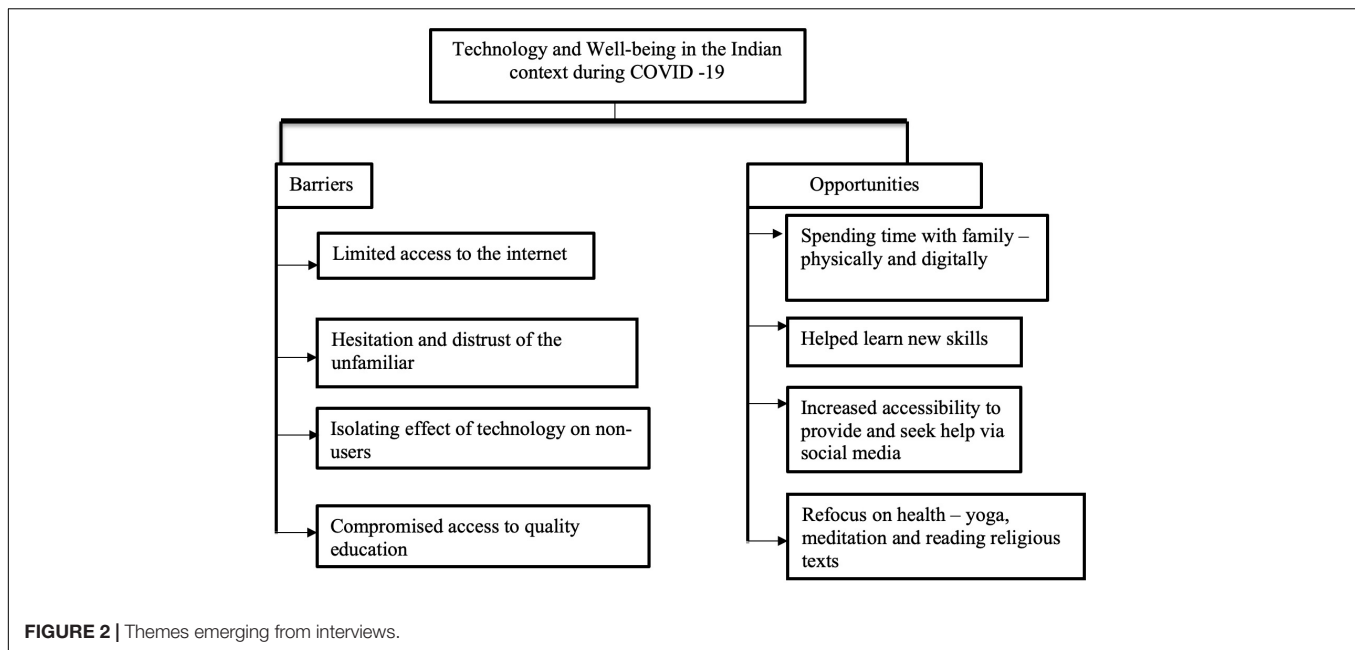 Technology and Well-being in the Indian
context during COVID -19
Barriers
Limited access to the internet
Hesitation and distrust of the
unfamiliar
Isolating effect of technology on non-
users
Compromised access to quality
education
Opportunities
Spending time with family –
physically and digitally
Helped learn new skills
Increased accessibility to
provide and seek help via
social media
Refocus on health – yoga,
meditation and reading religious
texts
FIGURE 2 | Themes emerging from interviews.